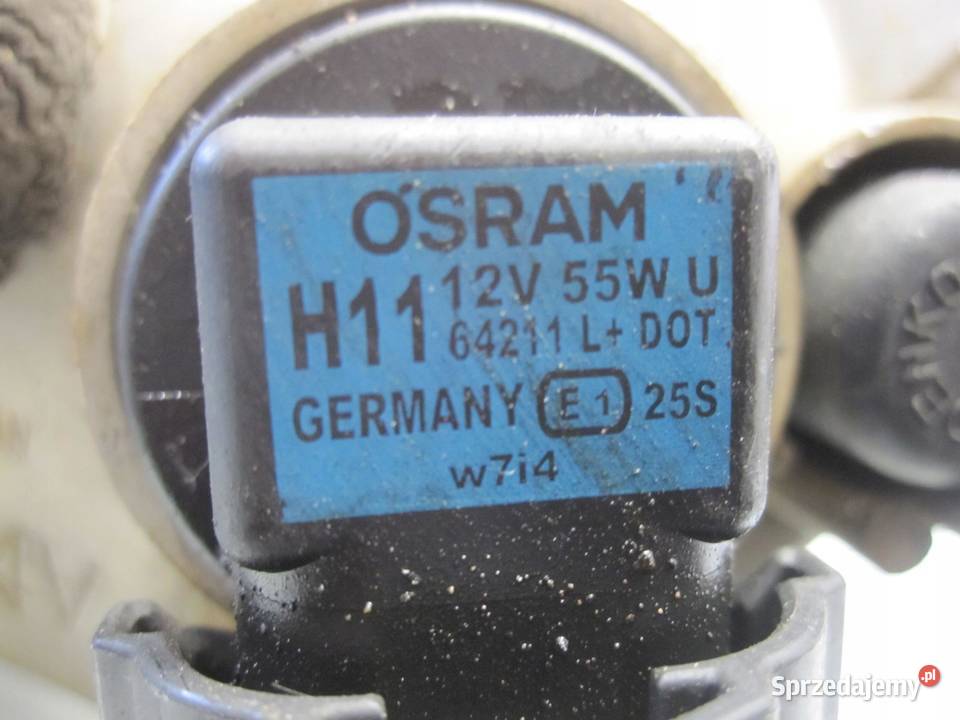 OSRAM
H11 12V 55W U
64211 L+ DOT
GERMANY E1 25S
w7i4
Sprzedajemy.pl